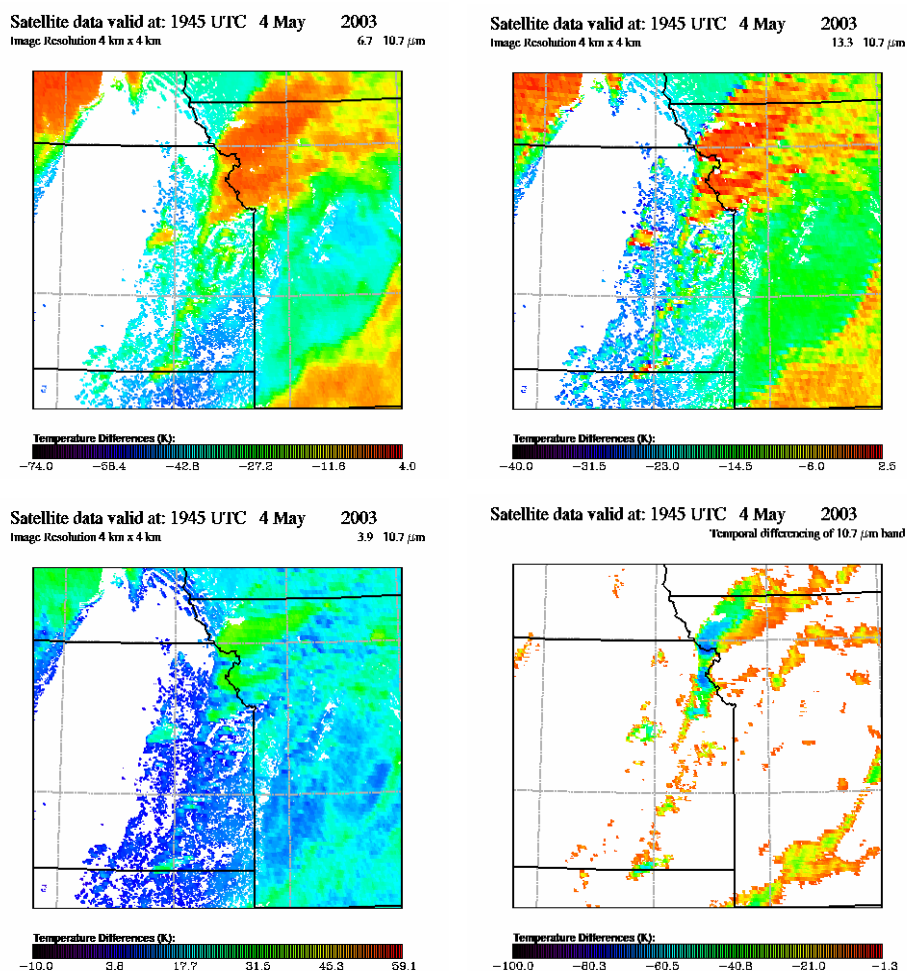 Satellite data valid at: 1945 UTC 4 May 2003
Image Resolution 4 km x 4 km 6.7 10.7 μm
Temperature Differences (K):
−74.0 −58.4 −42.8 −27.2 −11.6 4.0
Satellite data valid at: 1945 UTC 4 May 2003
Image Resolution 4 km x 4 km 13.3 10.7 μm
Temperature Differences (K):
−40.0 −31.5 −23.0 −14.5 −6.0 2.5
Satellite data valid at: 1945 UTC 4 May 2003
Image Resolution 4 km x 4 km 3.9 10.7 μm
Temperature Differences (K):
−10.0 3.8 17.7 31.5 45.3 59.1
Satellite data valid at: 1945 UTC 4 May 2003
Temporal differencing of 10.7 μm band
Temperature Differences (K):
−100.0 −80.3 −60.5 −40.8 −21.0 −1.3